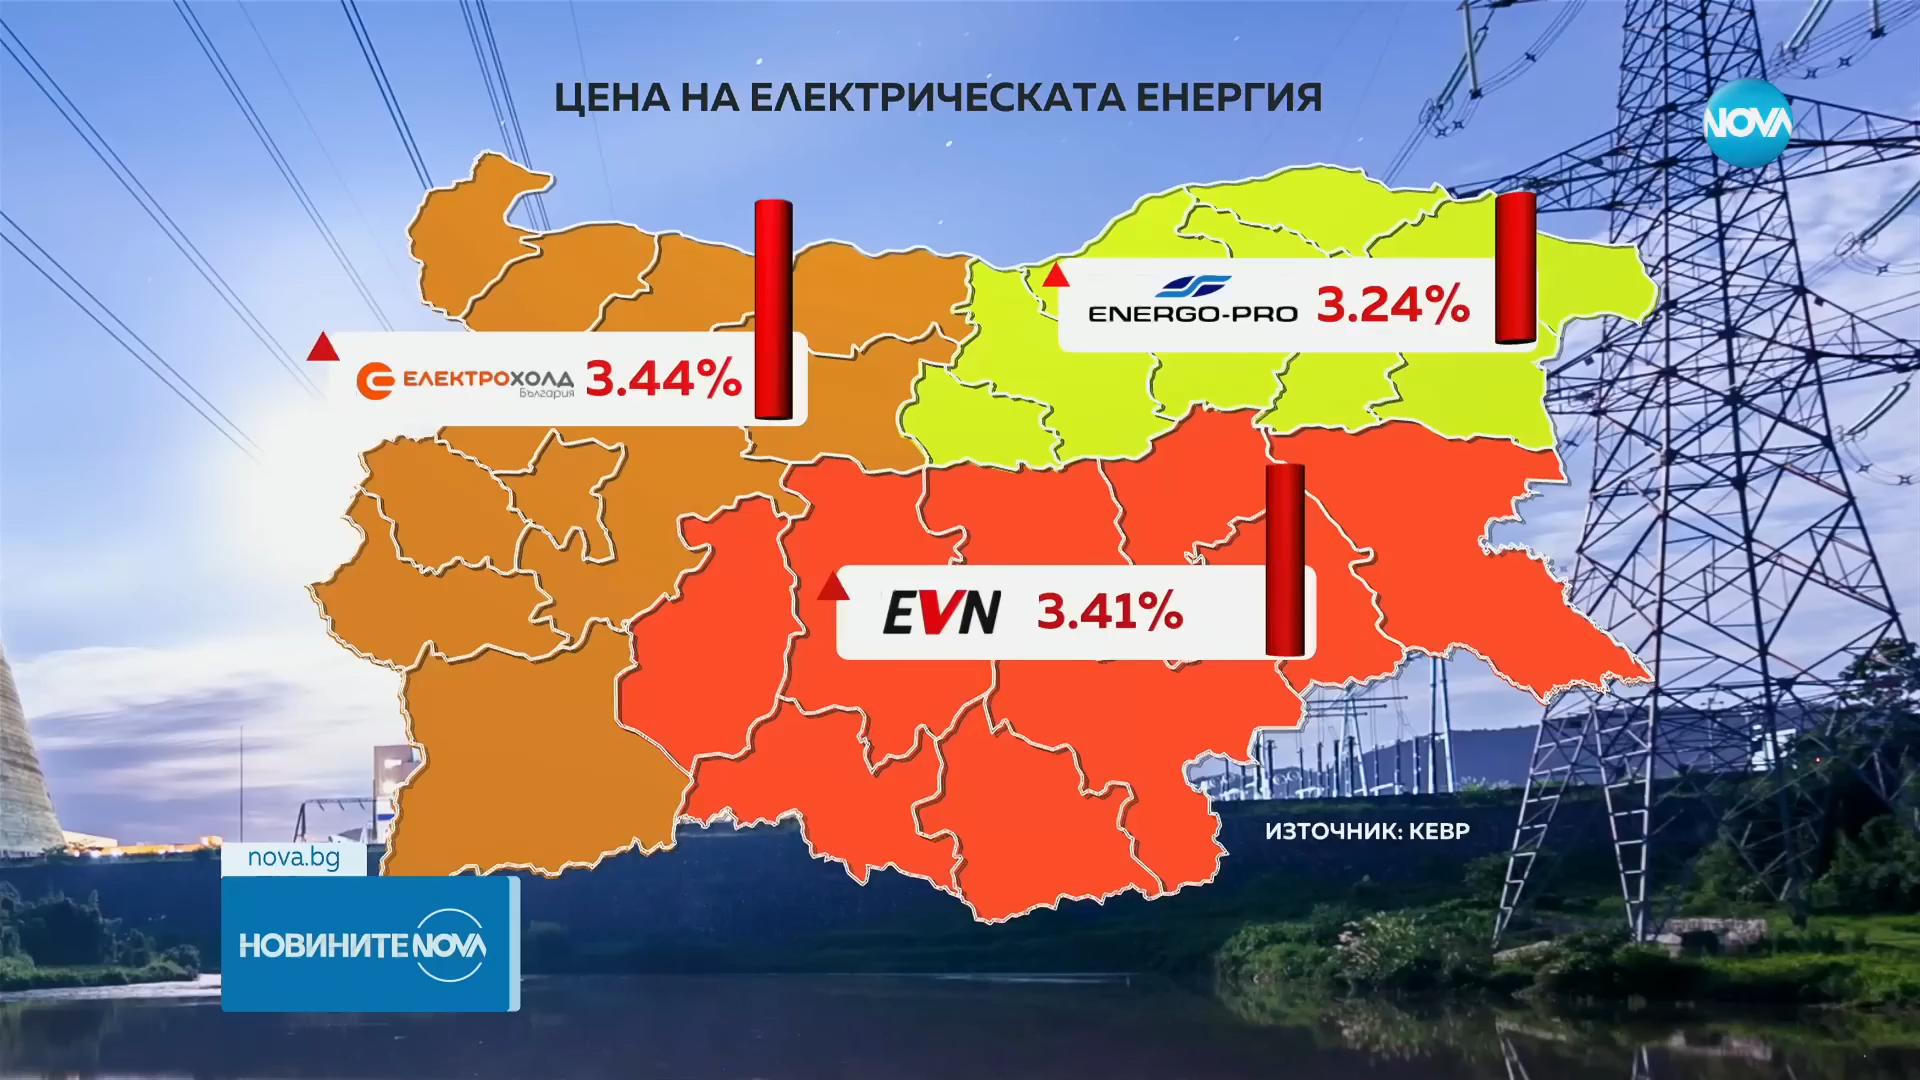 ЦЕНА НА ЕЛЕКТРИЧЕСКАТА ЕНЕРГИЯ
NOVA
ENERGO-PRO 3.24%
ЕЛЕКТРОХОЛД 3.44%
България
EVN 3.41%
ИЗТОЧНИК: КЕВР
nova.bg
НОВИНИТЕ NOVA